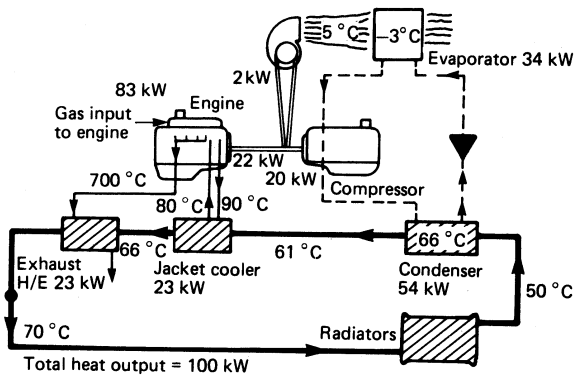 5 °C
−3°C
Evaporator 34 kW
2 kW
83 kW
Engine
Gas input
to engine
22 kW
20 kW
Compressor
700 °C
80 °C
90 °C
66 °C
61 °C
66 °C
Exhaust
H/E 23 kW
Jacket cooler
23 kW
Condenser
54 kW
50 °C
70 °C
Radiators
Total heat output = 100 kW